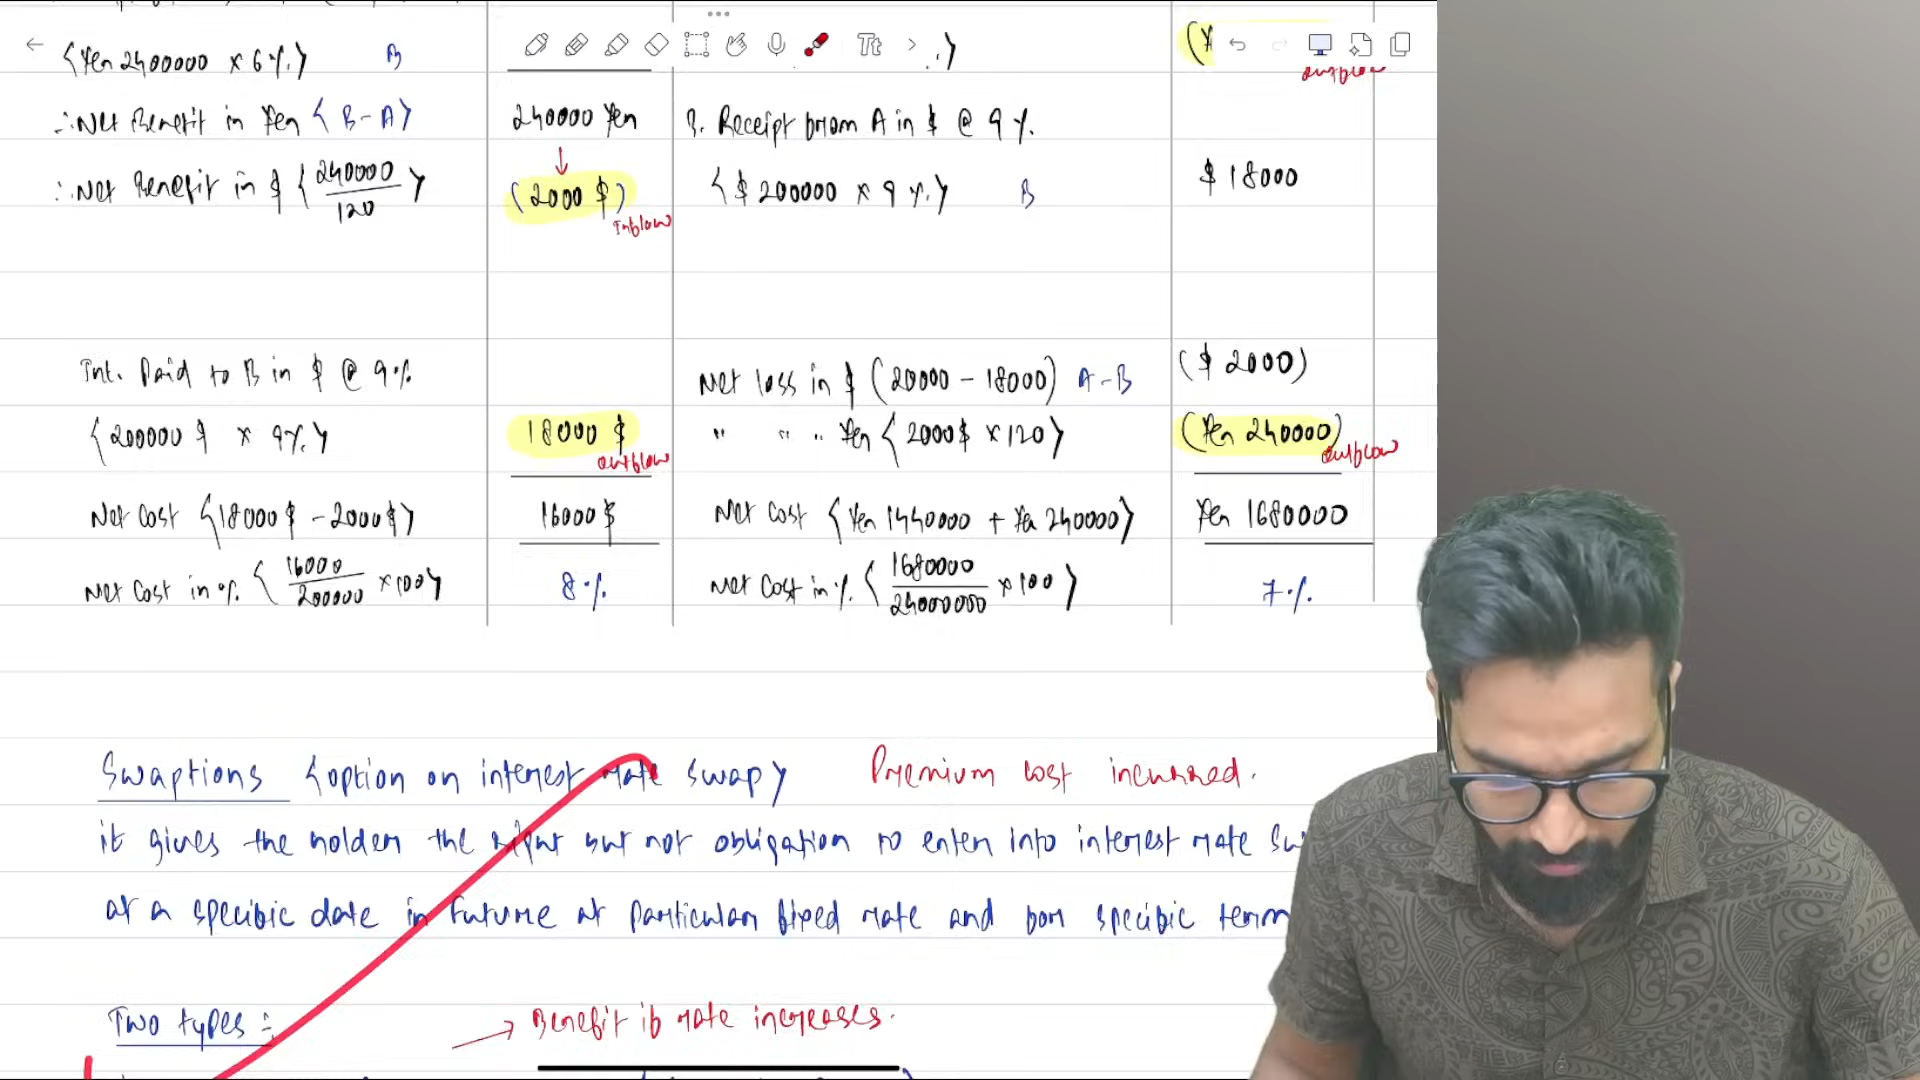 {Yen 2400000 x 6%} B
∴ Net Benefit in Yen {B-A} 240000 Yen
∴ Net Benefit in $ {240000/120} (2000 $) Inflow
Int. Paid to B in $ @ 9%
{200000 $ x 9%} 18000 $ outflow
Net Cost {18000 $ - 2000 $} 16000 $
Net Cost in % {16000/200000 x 100} 8%
Tt
outflow
Receipt from A in $ @ 9%
{$ 200000 x 9%} B $ 18000
Net loss in $ (20000 - 18000) A-B ($ 2000)
" " " Yen {2000 $ x 120} (Yen 240000) outflow
Net Cost {Yen 1440000 + Yen 240000} Yen 1680000
Net Cost in % {1680000/24000000 x 100} 7%
Swaptions {option on interest rate swap} Premium cost incurred.
it gives the holder the right but not obligation to enter into interest rate
at a specific date in future at particular fixed rate and for specific term
Two types :
→ Benefit if rate increases.